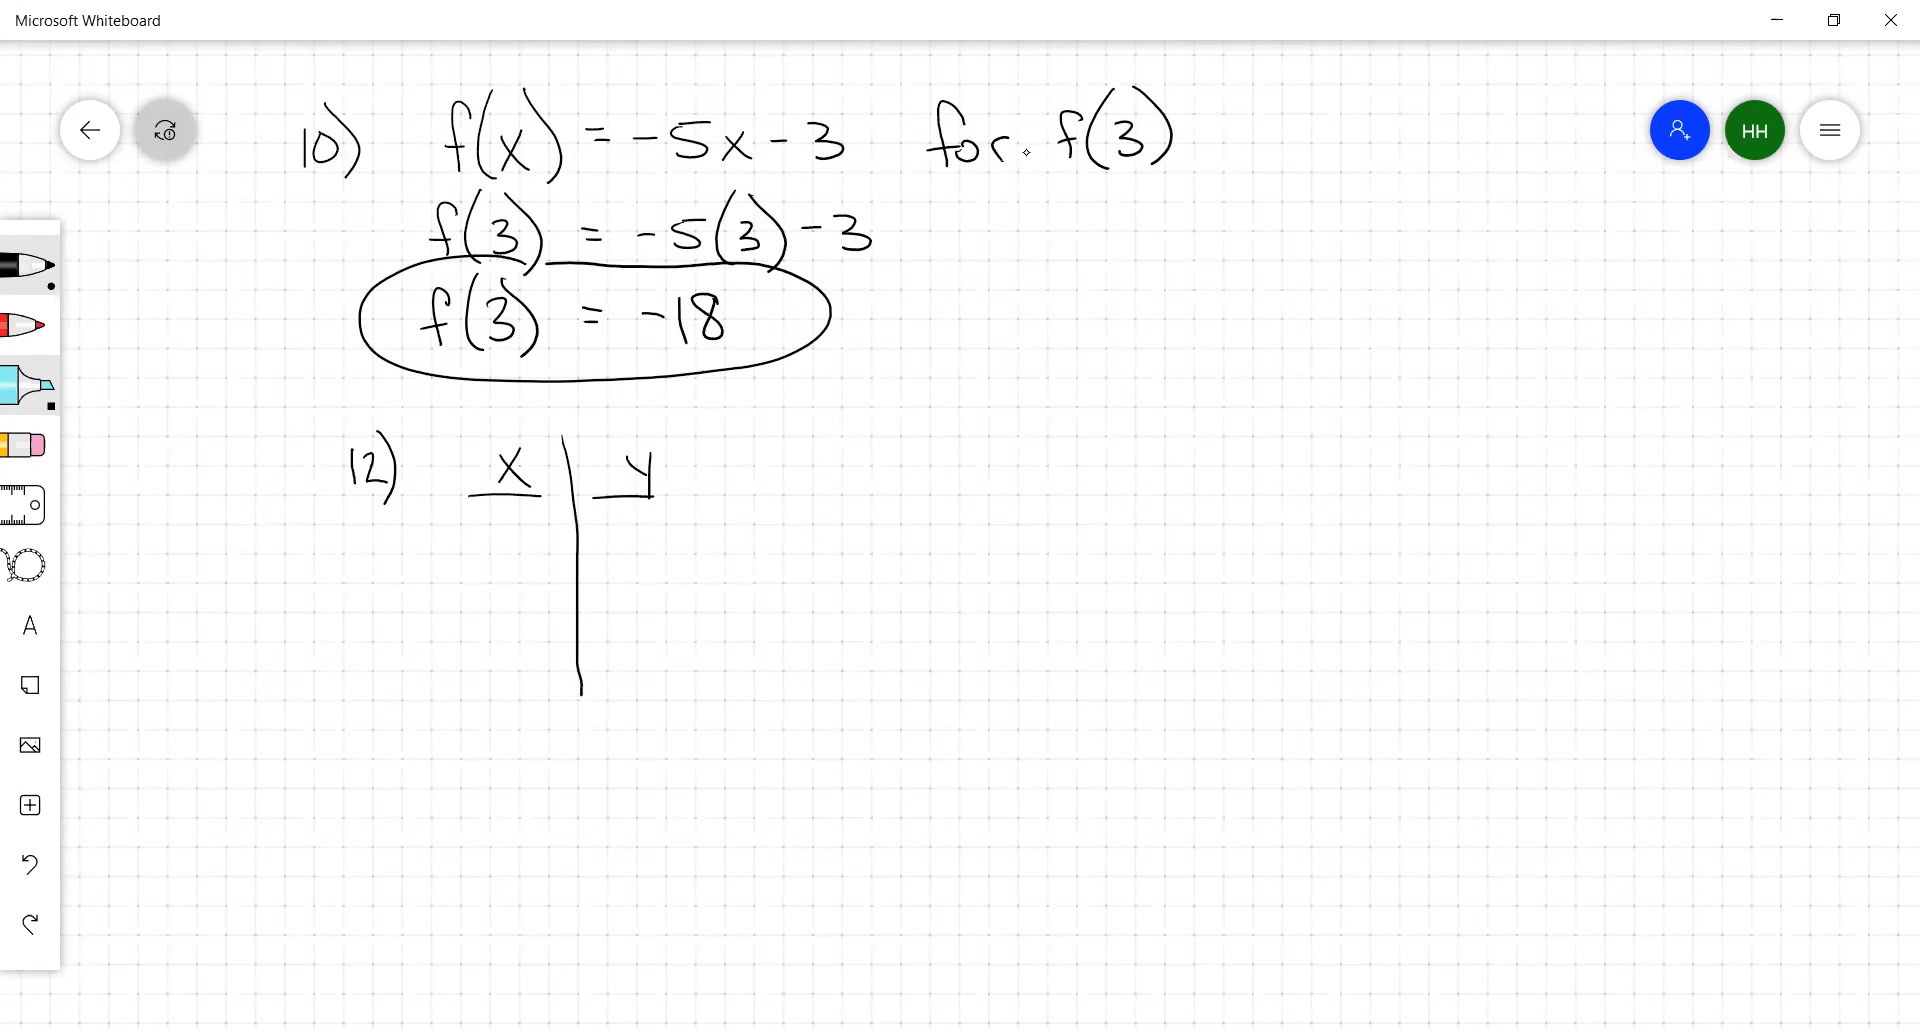 Microsoft Whiteboard
10) f(x) = -5x - 3 for f(3)
HH
f(3) = -5(3) - 3
f(3) = -18
12) x y
A